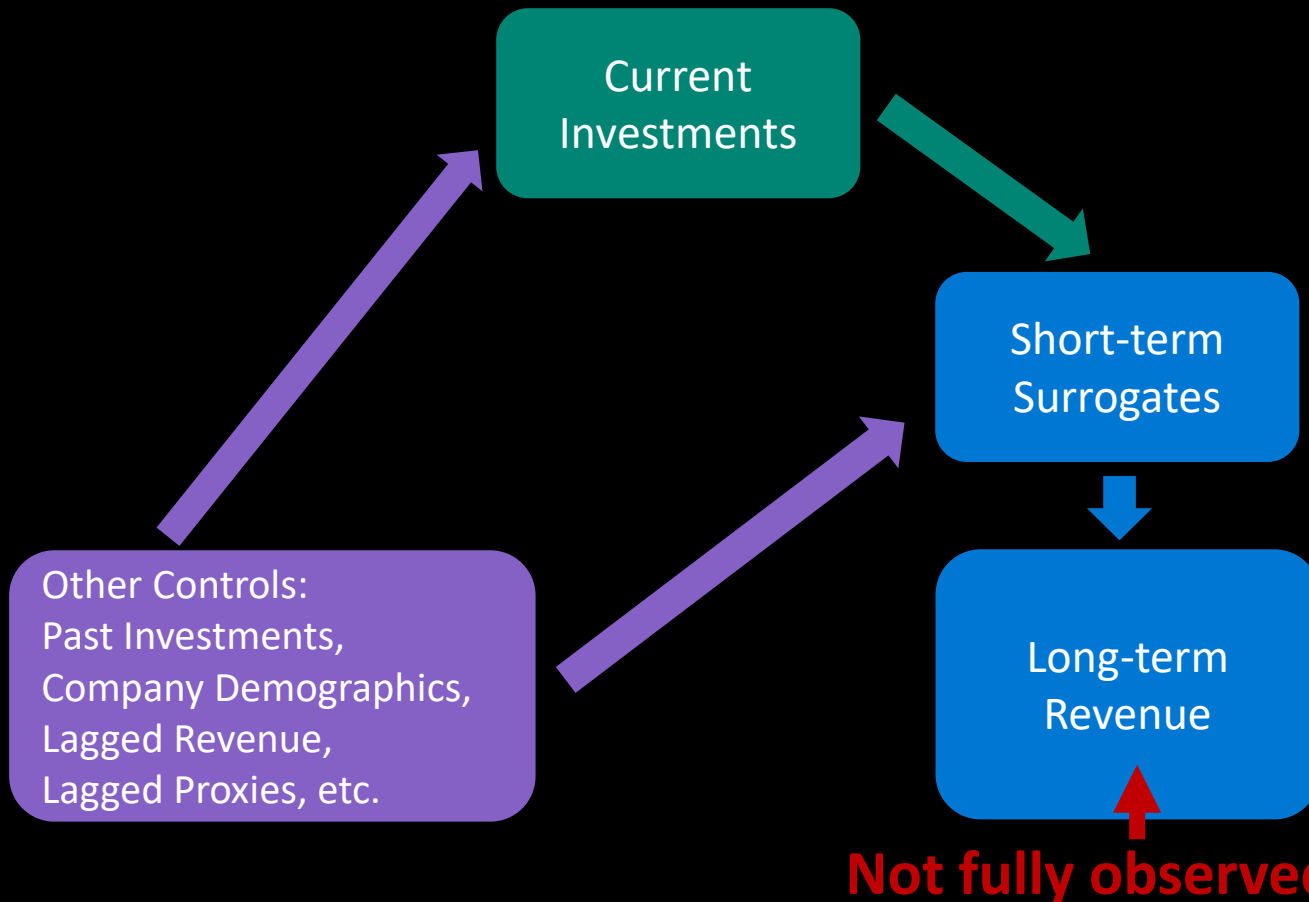 Current
Investments
Short-term
Surrogates
Other Controls:
Past Investments,
Company Demographics,
Lagged Revenue,
Lagged Proxies, etc.
Long-term
Revenue
Not fully observed